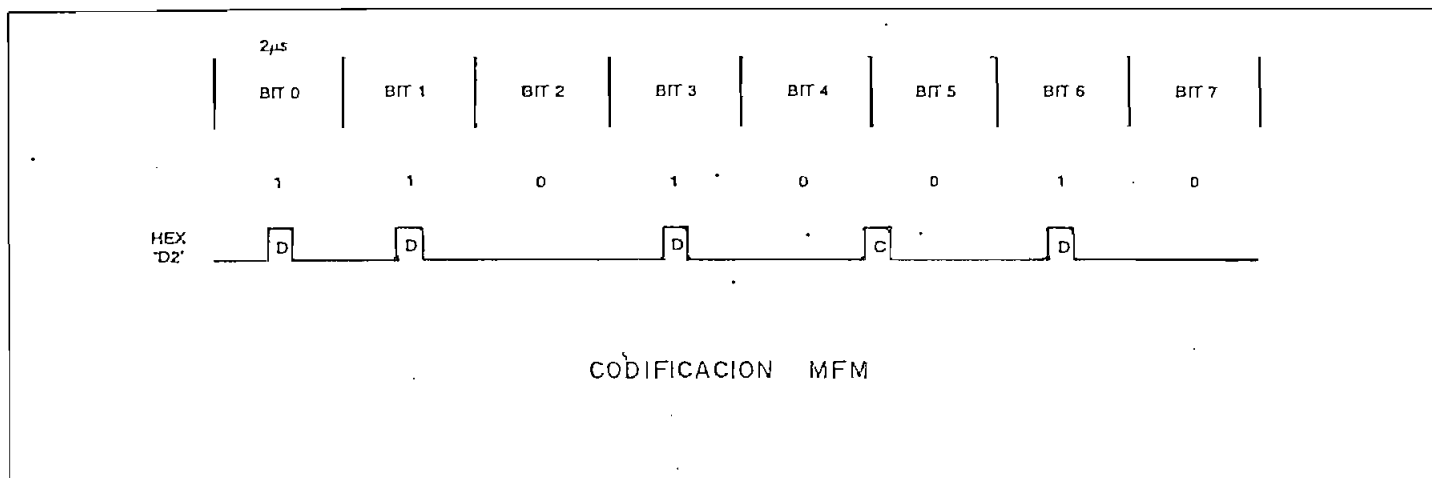 2µs
BIT 0 BIT 1 BIT 2 BIT 3 BIT 4 BIT 5 BIT 6 BIT 7
1 1 0 1 0 0 1 0
HEX
"D2"
D D D C D
CODIFICACION MFM